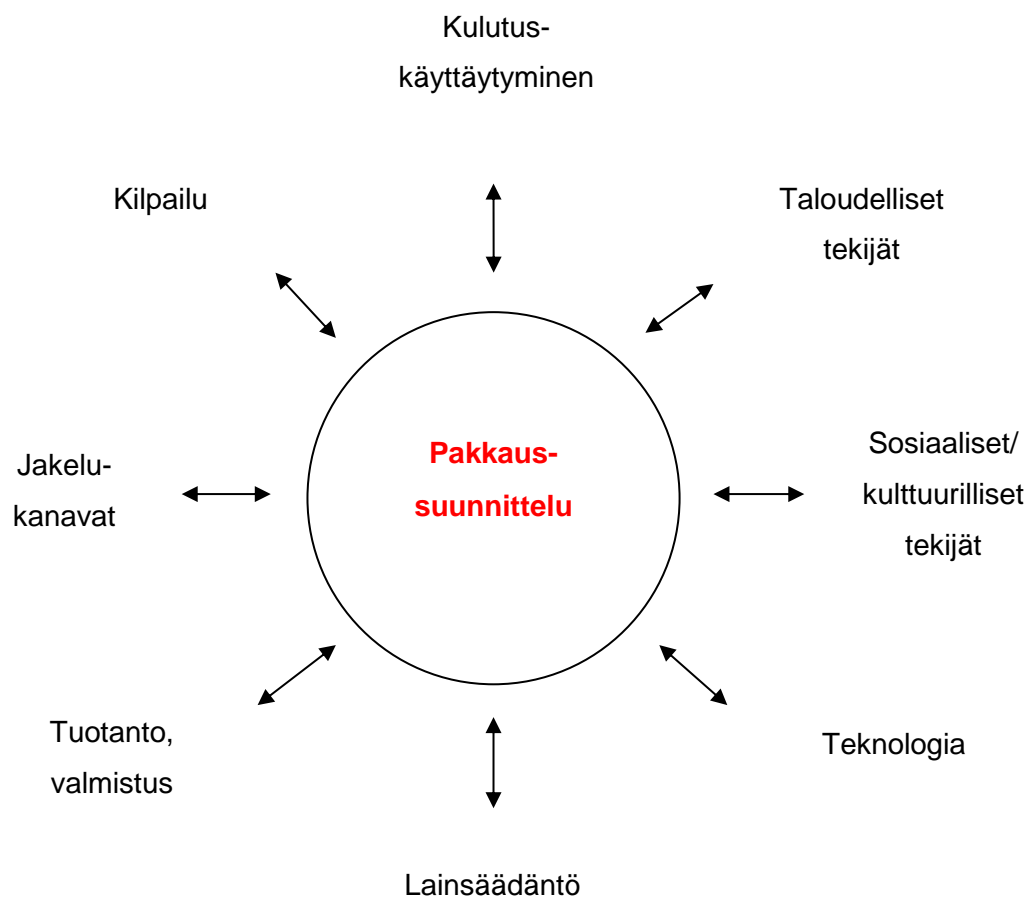 Kulutus-
käyttäytyminen
Kilpailu
Taloudelliset
tekijät
Pakkaus-
suunnittelu
Sosiaaliset/
kulttuurilliset
tekijät
Jakelu-
kanavat
Tuotanto,
valmistus
Teknologia
Lainsäädäntö